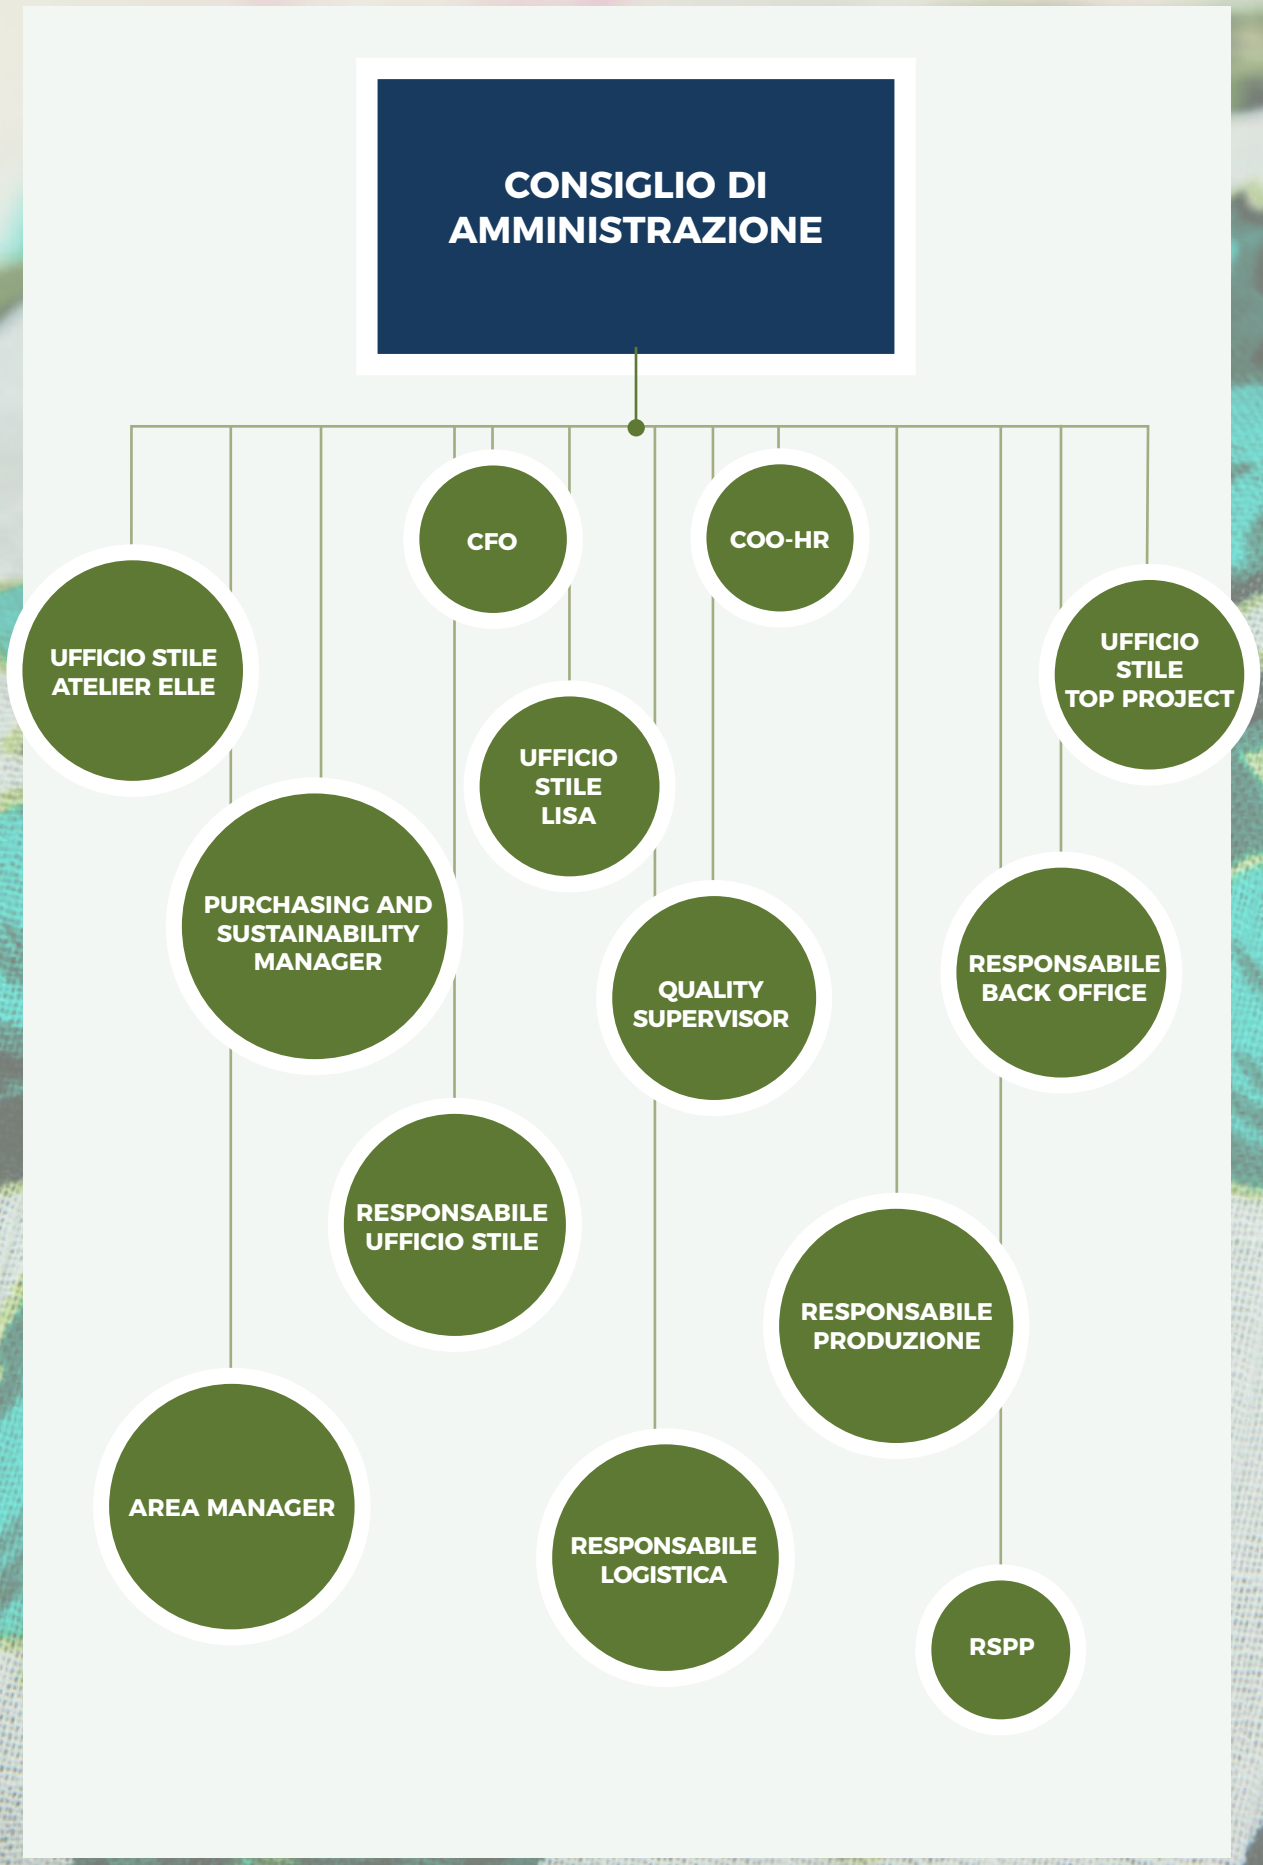 CONSIGLIO DI
AMMINISTRAZIONE
CFO
COO-HR
UFFICIO STILE
ATELIER ELLE
UFFICIO
STILE
TOP PROJECT
UFFICIO
STILE
LISA
PURCHASING AND
SUSTAINABILITY
MANAGER
QUALITY
SUPERVISOR
RESPONSABILE
BACK OFFICE
RESPONSABILE
UFFICIO STILE
RESPONSABILE
PRODUZIONE
AREA MANAGER
RESPONSABILE
LOGISTICA
RSPP